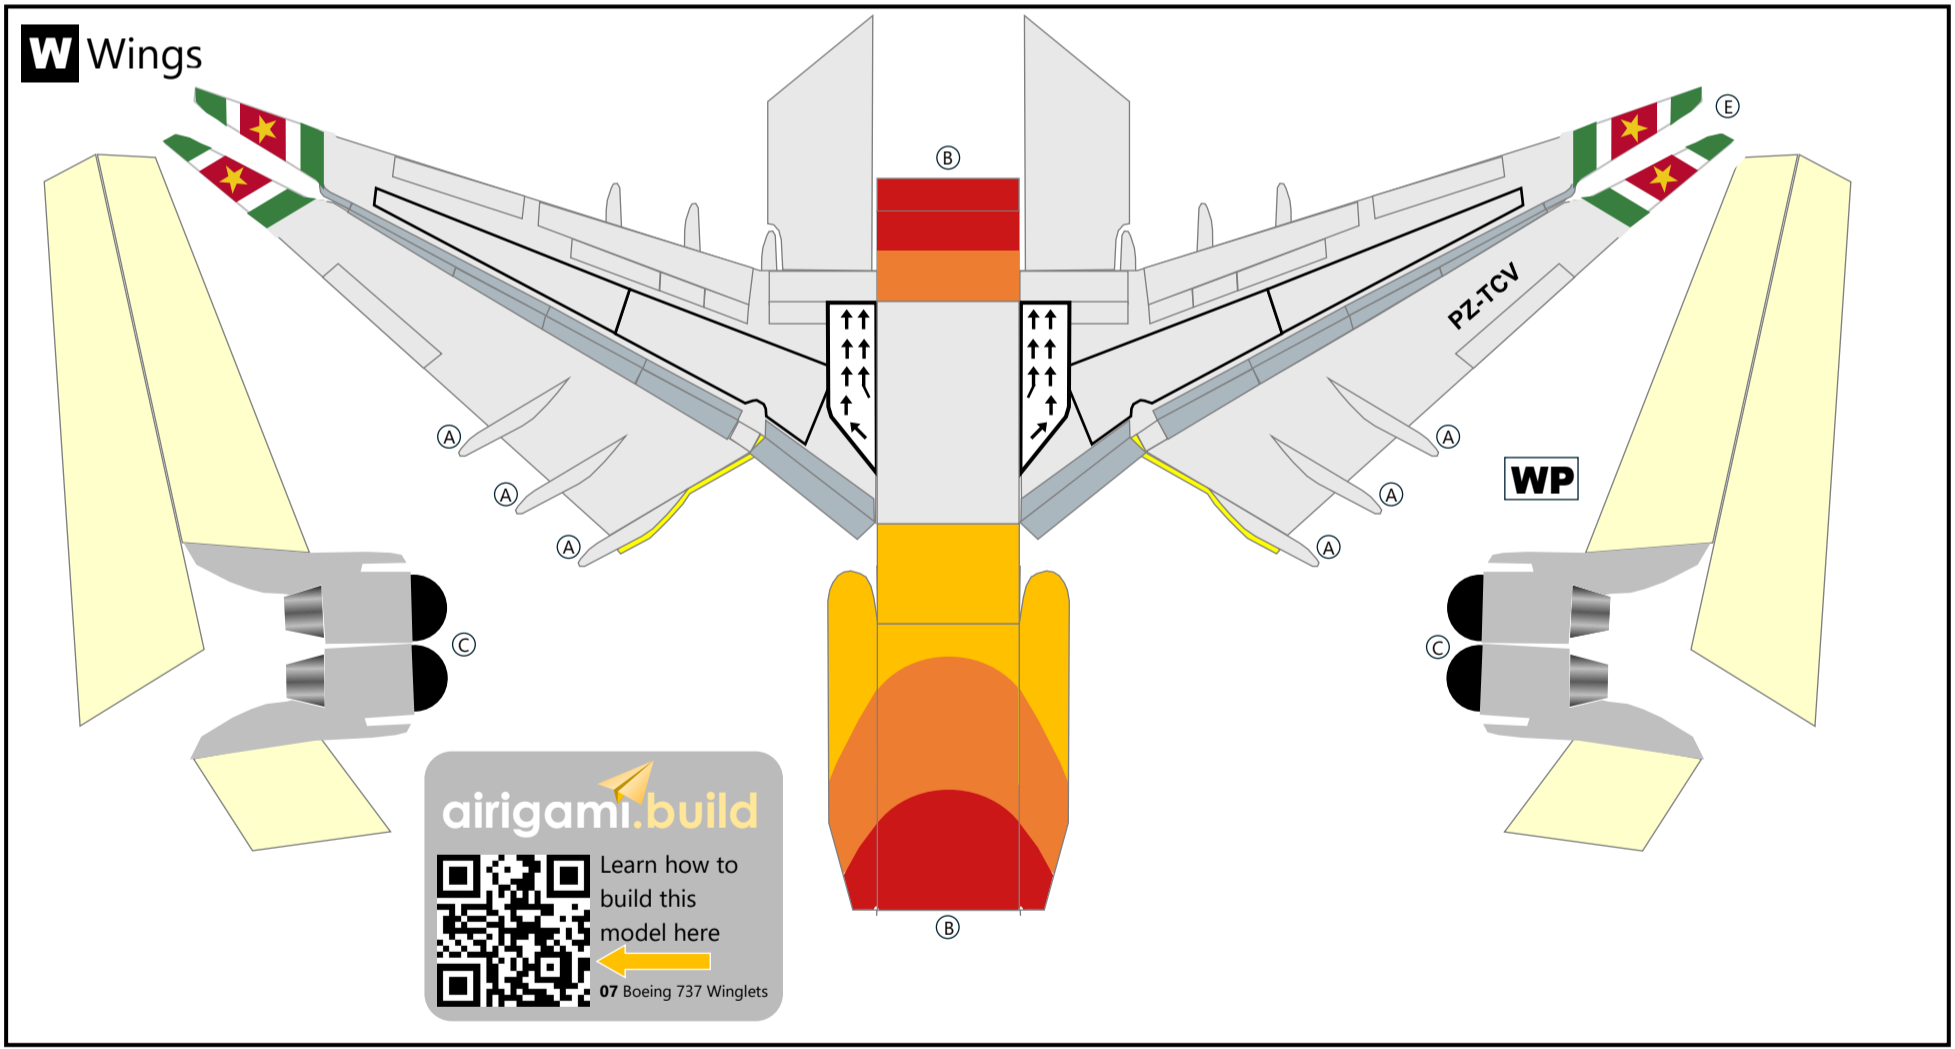 W Wings
E
B
PZ-TCV
A
A
WP
A
A
A
A
C
C
airigami.build
Learn how to
build this
model here
B
07 Boeing 737 Winglets